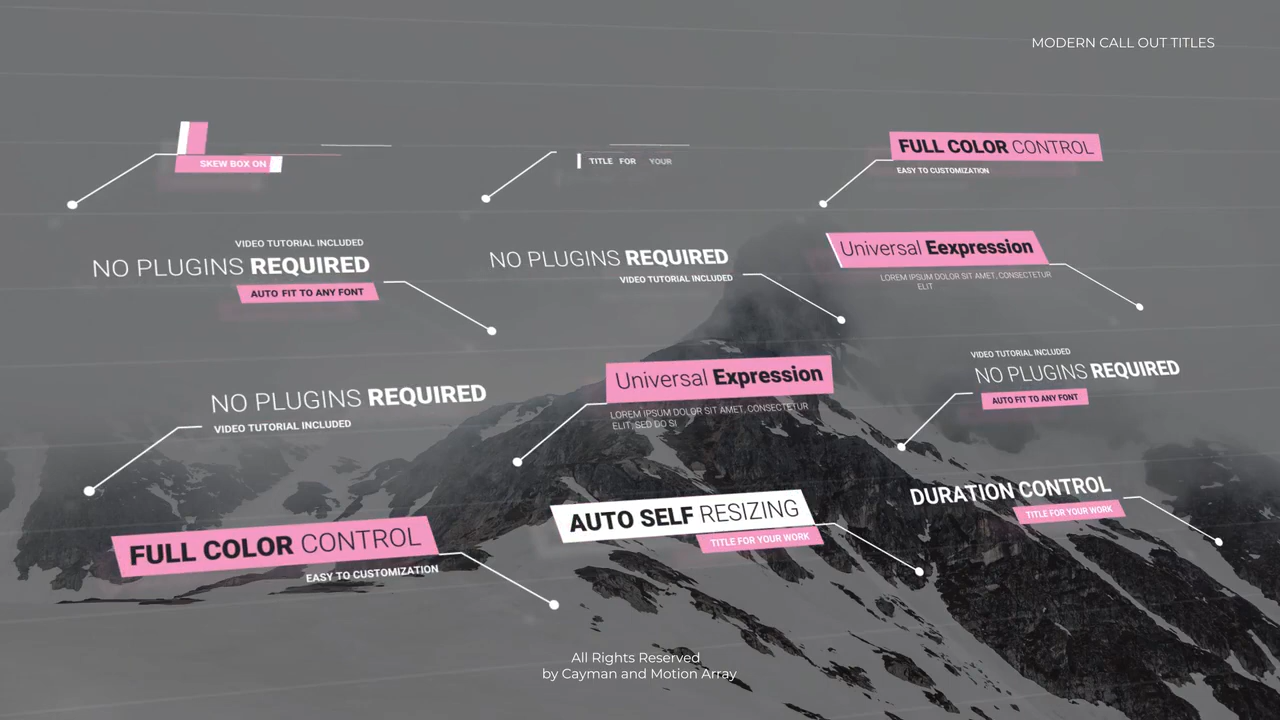 MODERN CALL OUT TITLES
SKEW BOX ON
TITLE FOR YOUR
FULL COLOR CONTROL
EASY TO CUSTOMIZATION
VIDEO TUTORIAL INCLUDED
NO PLUGINS REQUIRED
AUTO FIT TO ANY FONT
NO PLUGINS REQUIRED
VIDEO TUTORIAL INCLUDED
Universal Eexpression
LOREM IPSUM DOLOR SIT AMET, CONSECTETUR
ELIT
NO PLUGINS REQUIRED
VIDEO TUTORIAL INCLUDED
Universal Expression
LOREM IPSUM DOLOR SIT AMET, CONSECTETUR
ELIT, SED DO SI
VIDEO TUTORIAL INCLUDED
NO PLUGINS REQUIRED
AUTO FIT TO ANY FONT
FULL COLOR CONTROL
EASY TO CUSTOMIZATION
AUTO SELF RESIZING
TITLE FOR YOUR WORK
DURATION CONTROL
TITLE FOR YOUR WORK
All Rights Reserved
by Cayman and Motion Array